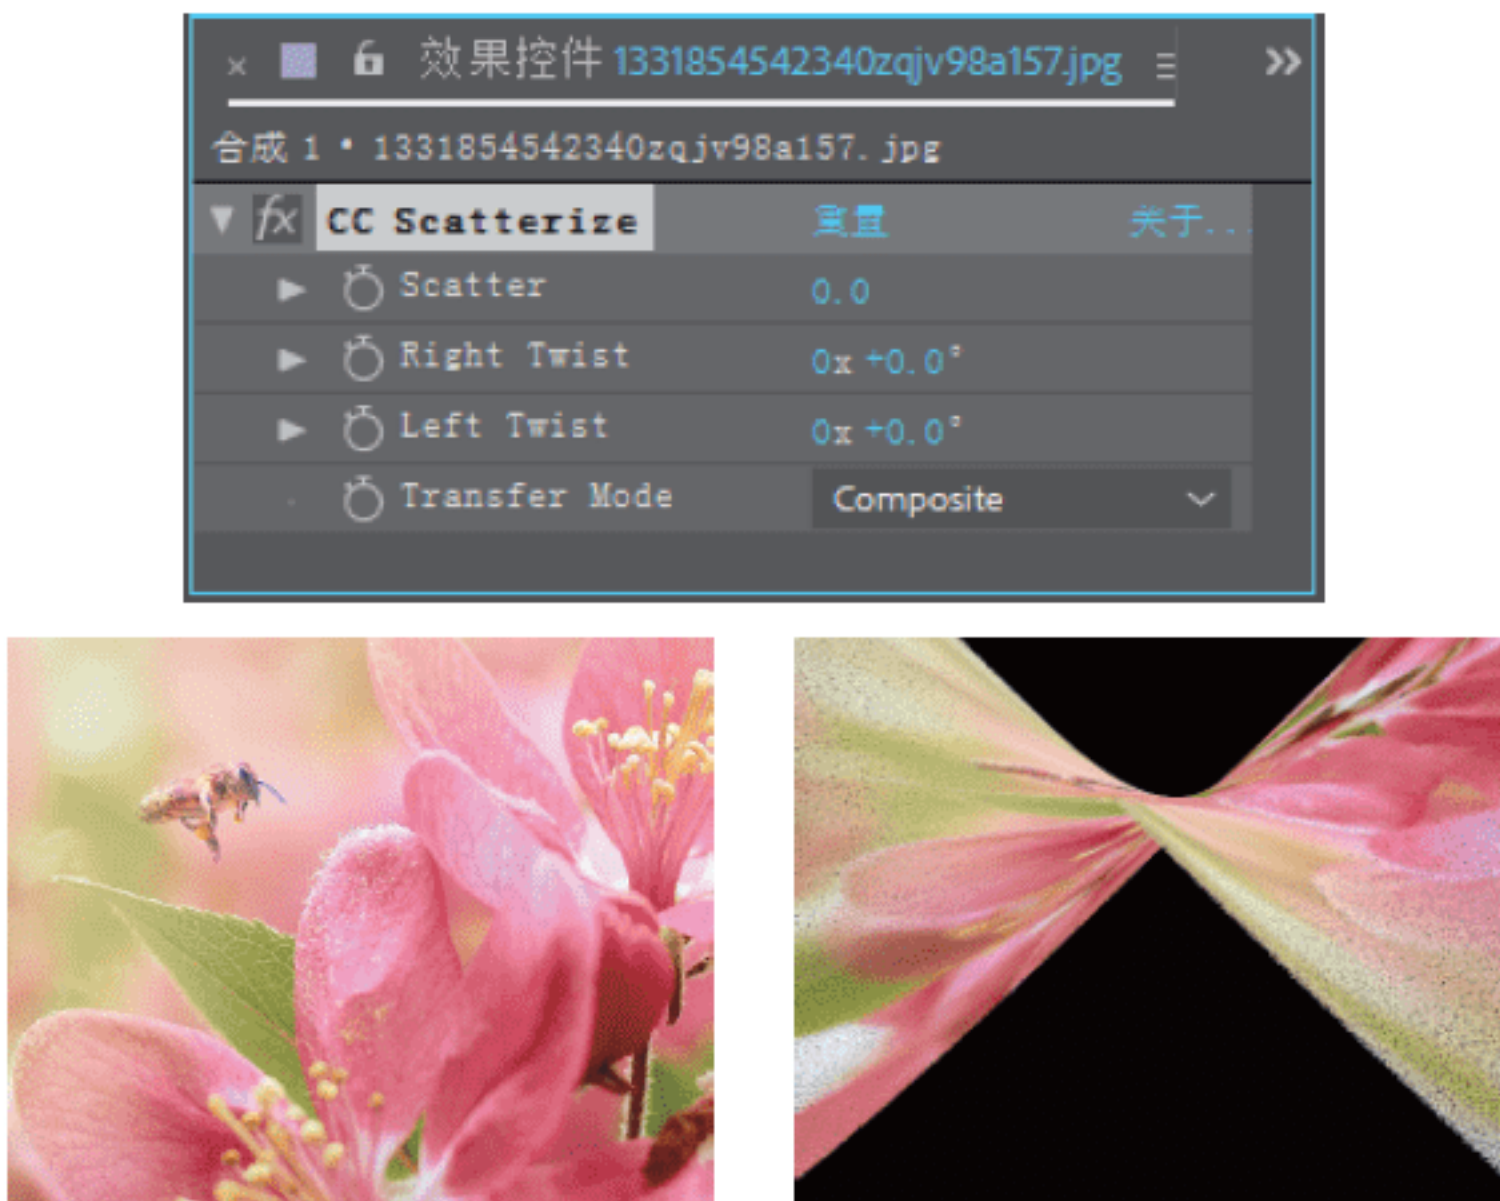 效果控件 1331854542340zqjv98a157.jpg
合成 1 • 1331854542340zqjv98a157.jpg
fx CC Scatterize 重置 关于...
Scatter 0.0
Right Twist 0x +0.0°
Left Twist 0x +0.0°
Transfer Mode Composite